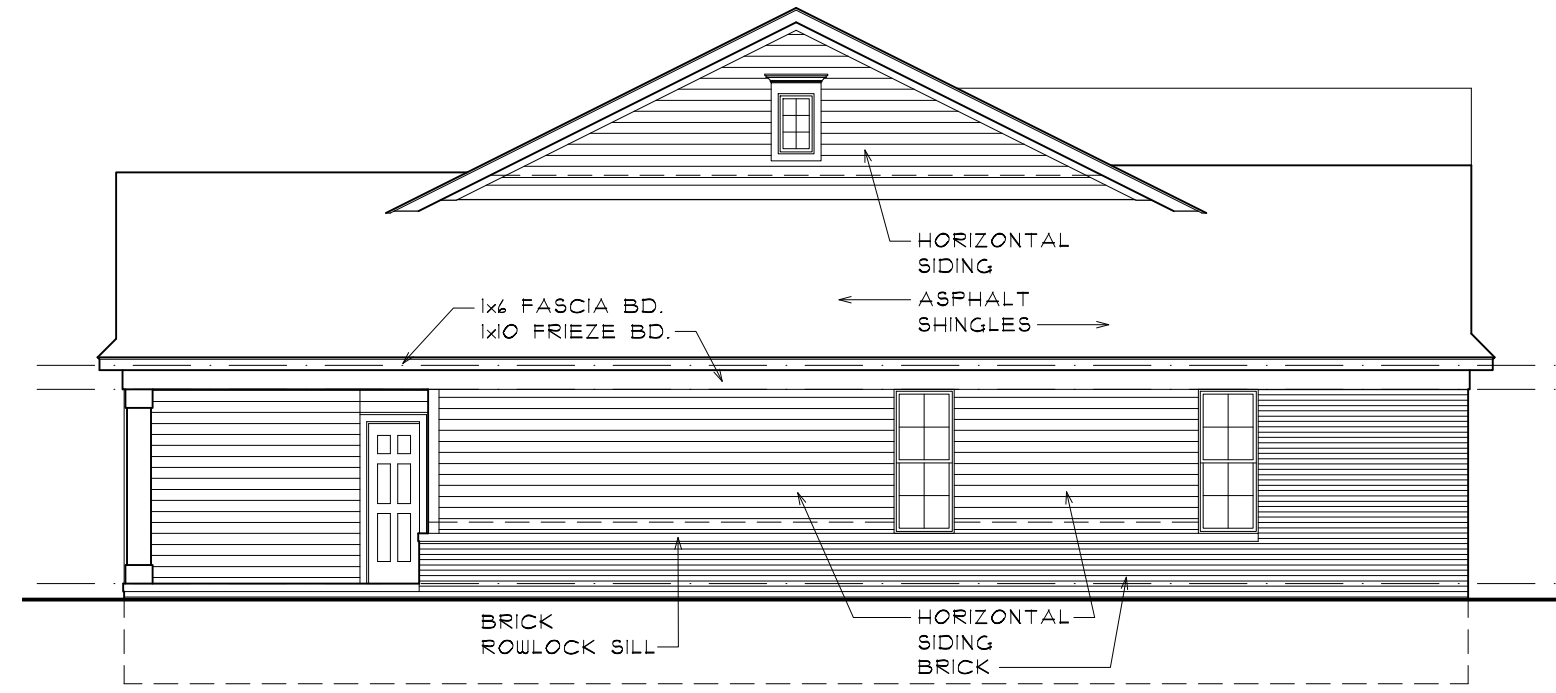 HORIZONTAL
SIDING
ASPHALT
SHINGLES
1x6 FASCIA BD.
1x10 FRIEZE BD.
BRICK
ROWLOCK SILL
HORIZONTAL
SIDING
BRICK